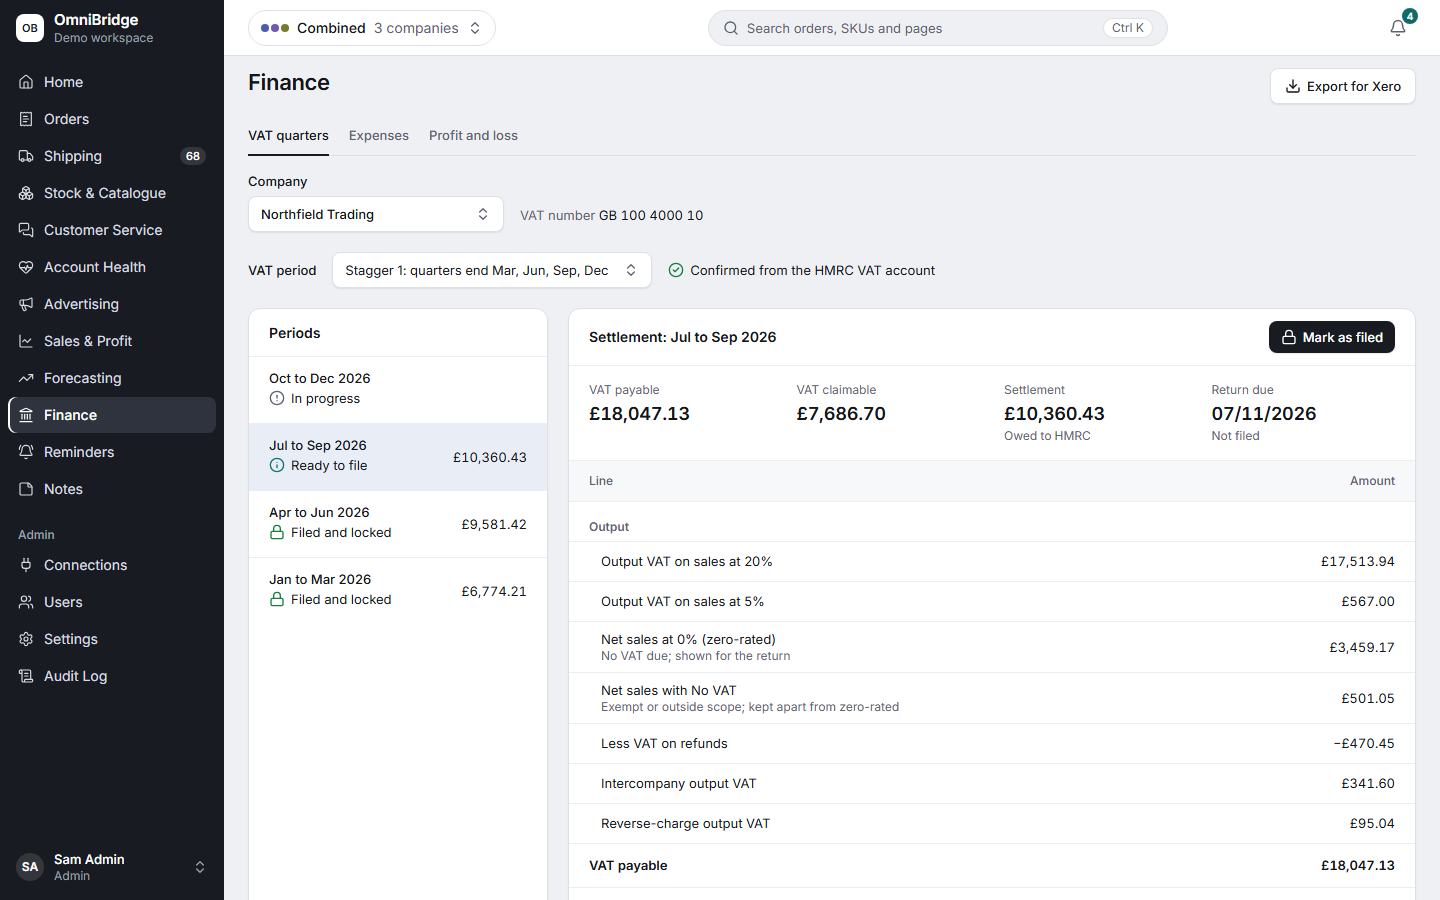 OB
OmniBridge
Demo workspace
Home
Orders
Shipping 68
Stock & Catalogue
Customer Service
Account Health
Advertising
Sales & Profit
Forecasting
Finance
Reminders
Notes
Admin
Connections
Users
Settings
Audit Log
SA
Sam Admin
Admin
Combined 3 companies
Search orders, SKUs and pages Ctrl K
4
Finance
Export for Xero
VAT quarters Expenses Profit and loss
Company
Northfield Trading
VAT number GB 100 4000 10
VAT period
Stagger 1: quarters end Mar, Jun, Sep, Dec
Confirmed from the HMRC VAT account
Periods
Oct to Dec 2026
In progress
Jul to Sep 2026
Ready to file
£10,360.43
Apr to Jun 2026
Filed and locked
£9,581.42
Jan to Mar 2026
Filed and locked
£6,774.21
Settlement: Jul to Sep 2026
Mark as filed
VAT payable
£18,047.13
VAT claimable
£7,686.70
Settlement
£10,360.43
Owed to HMRC
Return due
07/11/2026
Not filed
Line Amount
Output
Output VAT on sales at 20% £17,513.94
Output VAT on sales at 5% £567.00
Net sales at 0% (zero-rated)
No VAT due; shown for the return
£3,459.17
Net sales with No VAT
Exempt or outside scope; kept apart from zero-rated
£501.05
Less VAT on refunds −£470.45
Intercompany output VAT £341.60
Reverse-charge output VAT £95.04
VAT payable £18,047.13